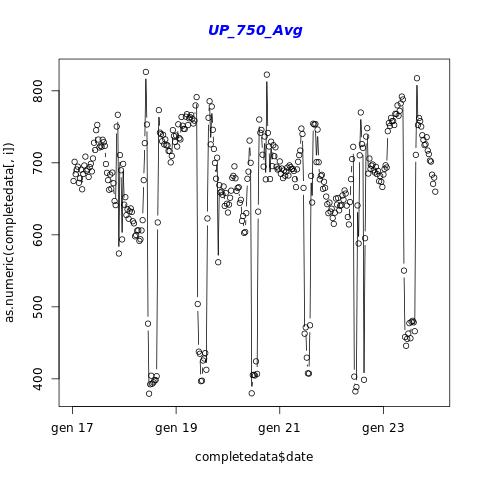 UP_750_Avg
as.numeric(completedata[, i])
800
700
600
500
400
gen 17
gen 19
gen 21
gen 23
completedata$date